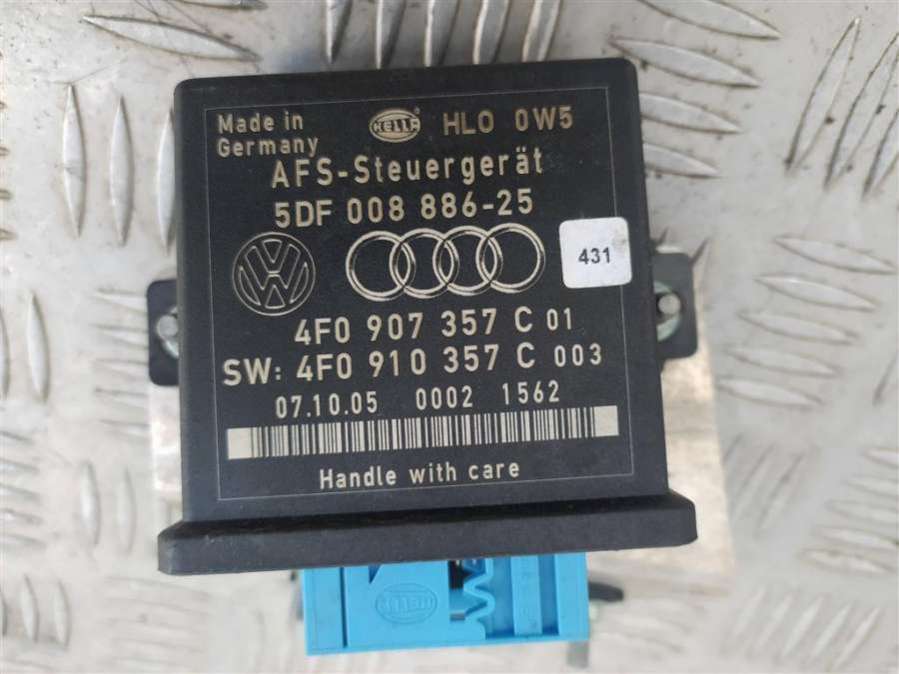 Made in
Germany
HELLA
HL0 0W5
AFS-Steuergerät
5DF 008 886-25
431
4F0 907 357 C 01
SW: 4F0 910 357 C 003
07.10.05 0002 1562
Handle with care
HELLA